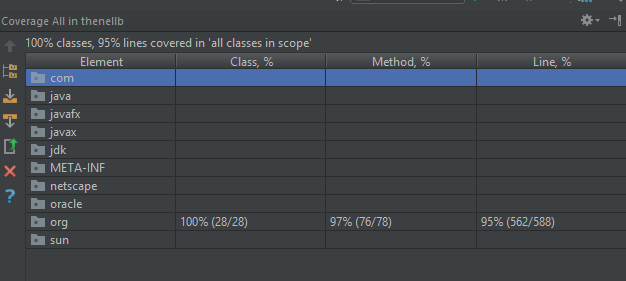 Coverage All in thenellb
100% classes, 95% lines covered in 'all classes in scope'
Element Class, % Method, % Line, %
com
java
javafx
javax
jdk
META-INF
netscape
oracle
org 100% (28/28) 97% (76/78) 95% (562/588)
sun